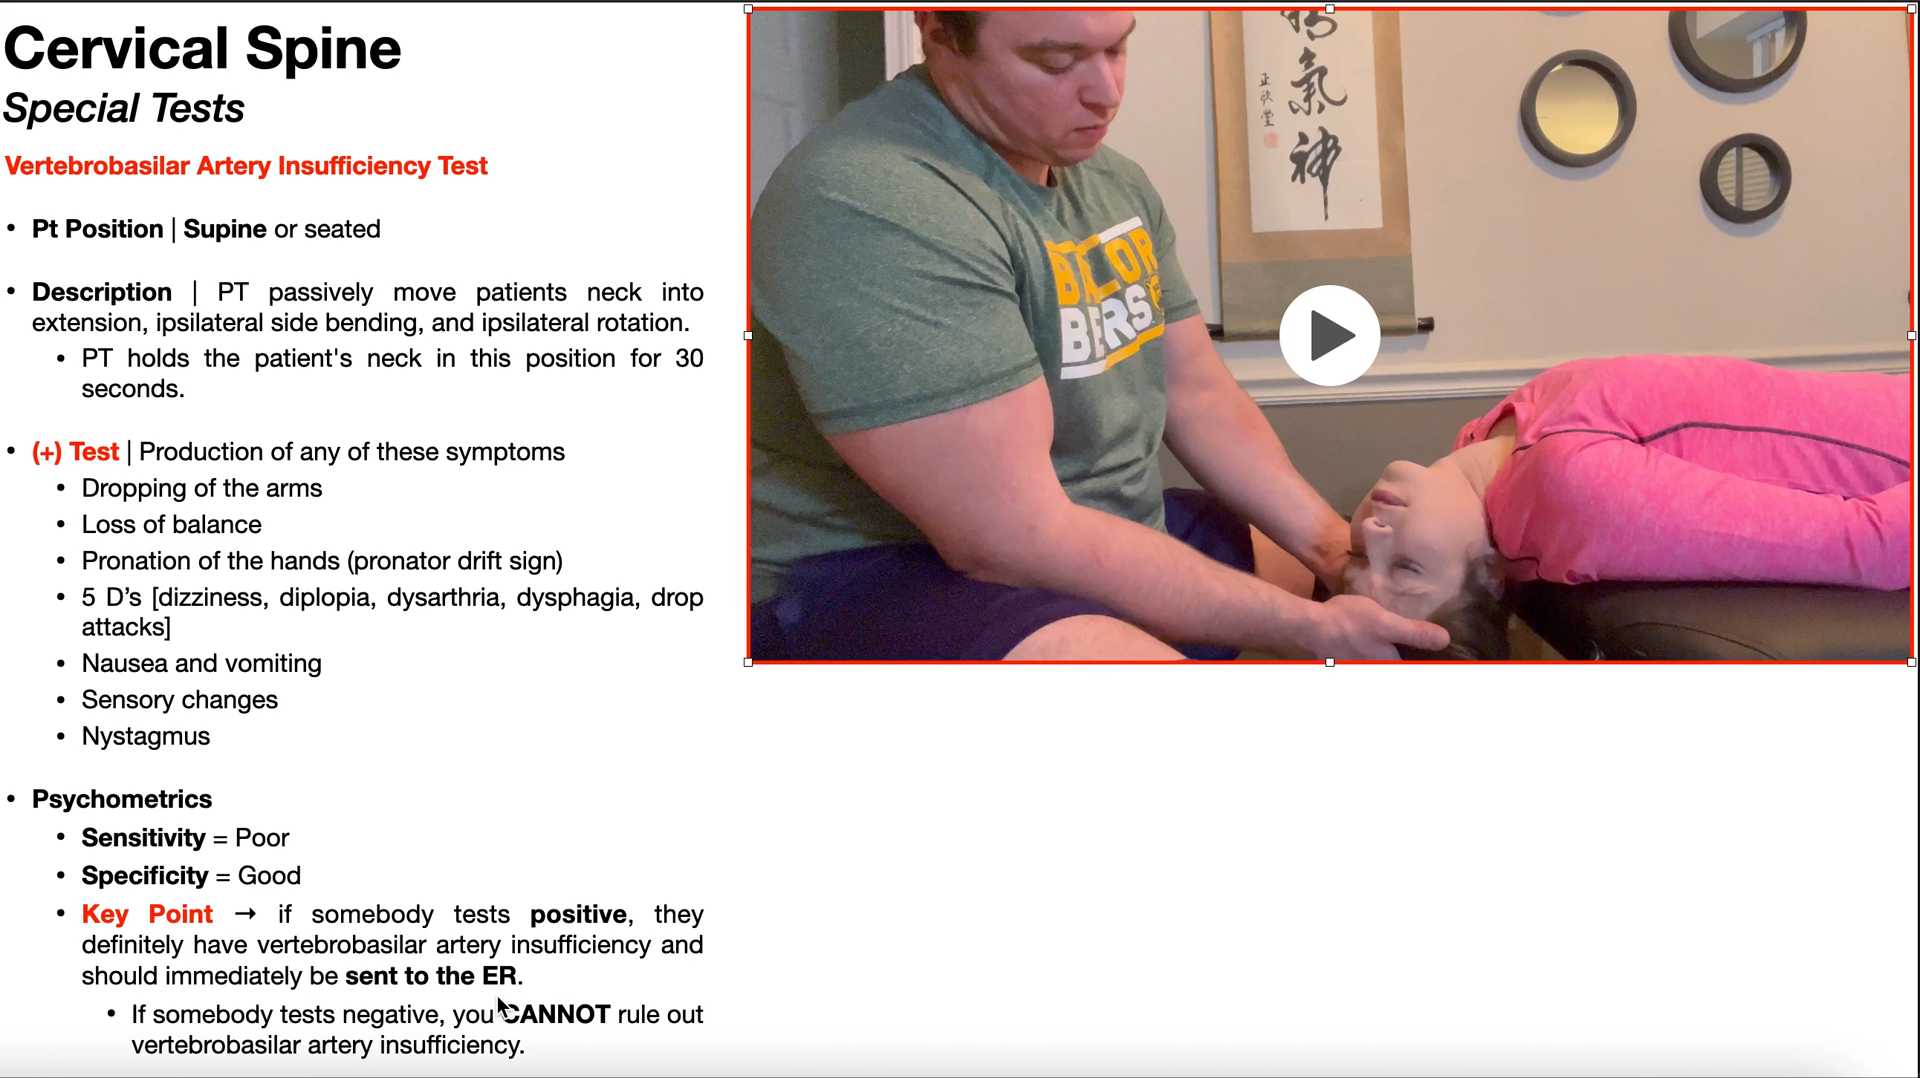 Cervical Spine
Special Tests
Vertebrobasilar Artery Insufficiency Test
• Pt Position | Supine or seated
• Description | PT passively move patients neck into
extension, ipsilateral side bending, and ipsilateral rotation.
• PT holds the patient's neck in this position for 30
seconds.
• (+) Test | Production of any of these symptoms
• Dropping of the arms
• Loss of balance
• Pronation of the hands (pronator drift sign)
• 5 D’s [dizziness, diplopia, dysarthria, dysphagia, drop
attacks]
• Nausea and vomiting
• Sensory changes
• Nystagmus
• Psychometrics
• Sensitivity = Poor
• Specificity = Good
• Key Point → if somebody tests positive, they
definitely have vertebrobasilar artery insufficiency and
should immediately be sent to the ER.
• If somebody tests negative, you CANNOT rule out
vertebrobasilar artery insufficiency.
BAYLOR
BEARS
氣
神